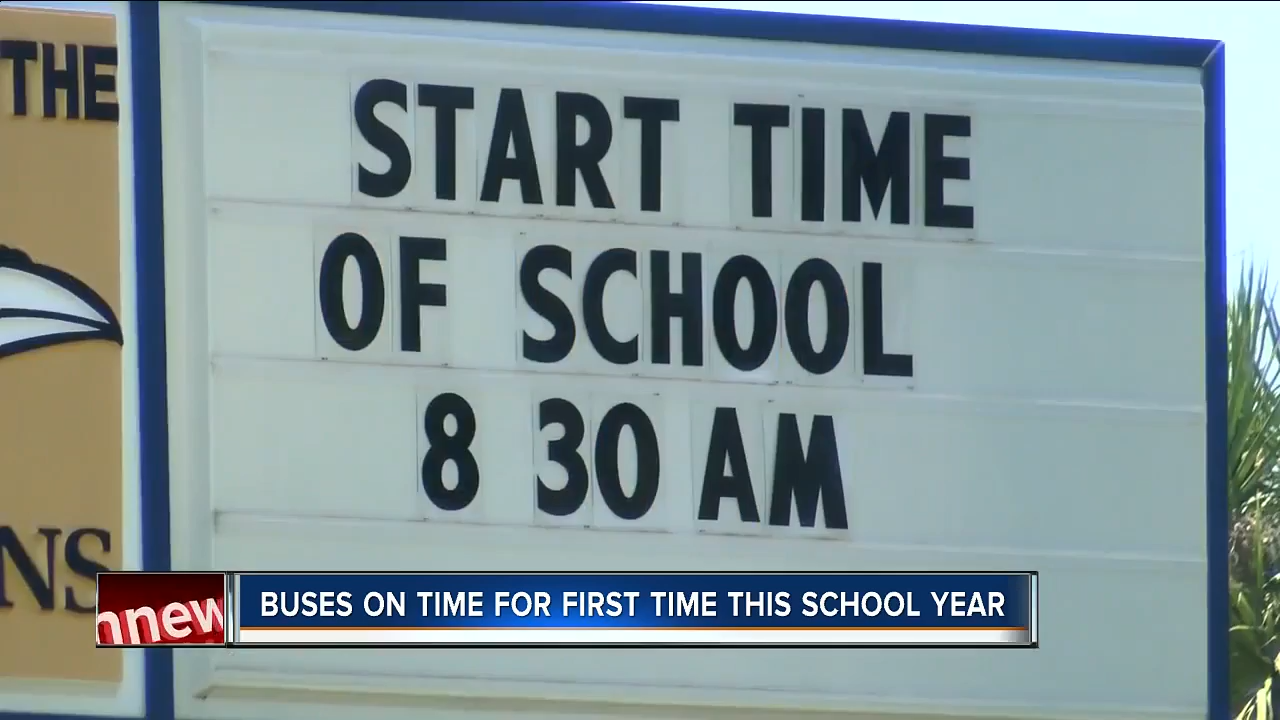 THE
START TIME
OF SCHOOL
8 30 AM
NS
nnew
BUSES ON TIME FOR FIRST TIME THIS SCHOOL YEAR